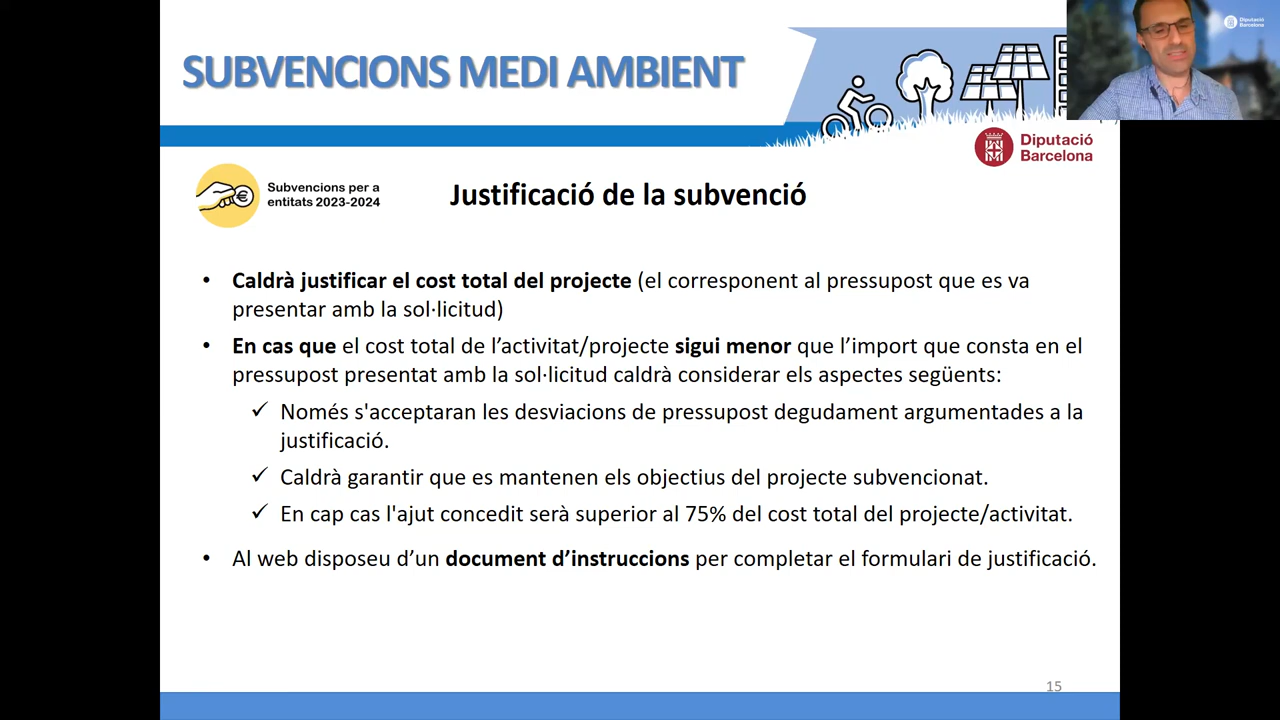 SUBVENCIONS MEDI AMBIENT
Diputació
Barcelona
Diputació
Barcelona
Subvencions per a
entitats 2023-2024
Justificació de la subvenció
• Caldrà justificar el cost total del projecte (el corresponent al pressupost que es va
presentar amb la sol·licitud)
• En cas que el cost total de l’activitat/projecte sigui menor que l’import que consta en el
pressupost presentat amb la sol·licitud caldrà considerar els aspectes següents:
✓ Només s'acceptaran les desviacions de pressupost degudament argumentades a la
justificació.
✓ Caldrà garantir que es mantenen els objectius del projecte subvencionat.
✓ En cap cas l'ajut concedit serà superior al 75% del cost total del projecte/activitat.
• Al web disposeu d’un document d’instruccions per completar el formulari de justificació.
15